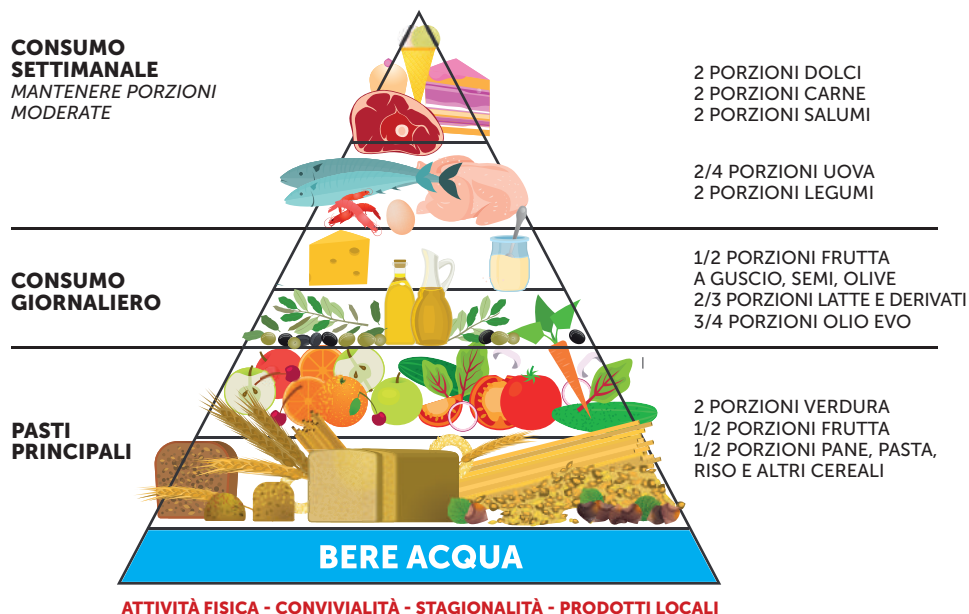 CONSUMO
SETTIMANALE
MANTENERE PORZIONI
MODERATE
2 PORZIONI DOLCI
2 PORZIONI CARNE
2 PORZIONI SALUMI
2/4 PORZIONI UOVA
2 PORZIONI LEGUMI
CONSUMO
GIORNALIERO
1/2 PORZIONI FRUTTA
A GUSCIO, SEMI, OLIVE
2/3 PORZIONI LATTE E DERIVATI
3/4 PORZIONI OLIO EVO
PASTI
PRINCIPALI
2 PORZIONI VERDURA
1/2 PORZIONI FRUTTA
1/2 PORZIONI PANE, PASTA,
RISO E ALTRI CEREALI
BERE ACQUA
ATTIVITÀ FISICA - CONVIVIALITÀ - STAGIONALITÀ - PRODOTTI LOCALI